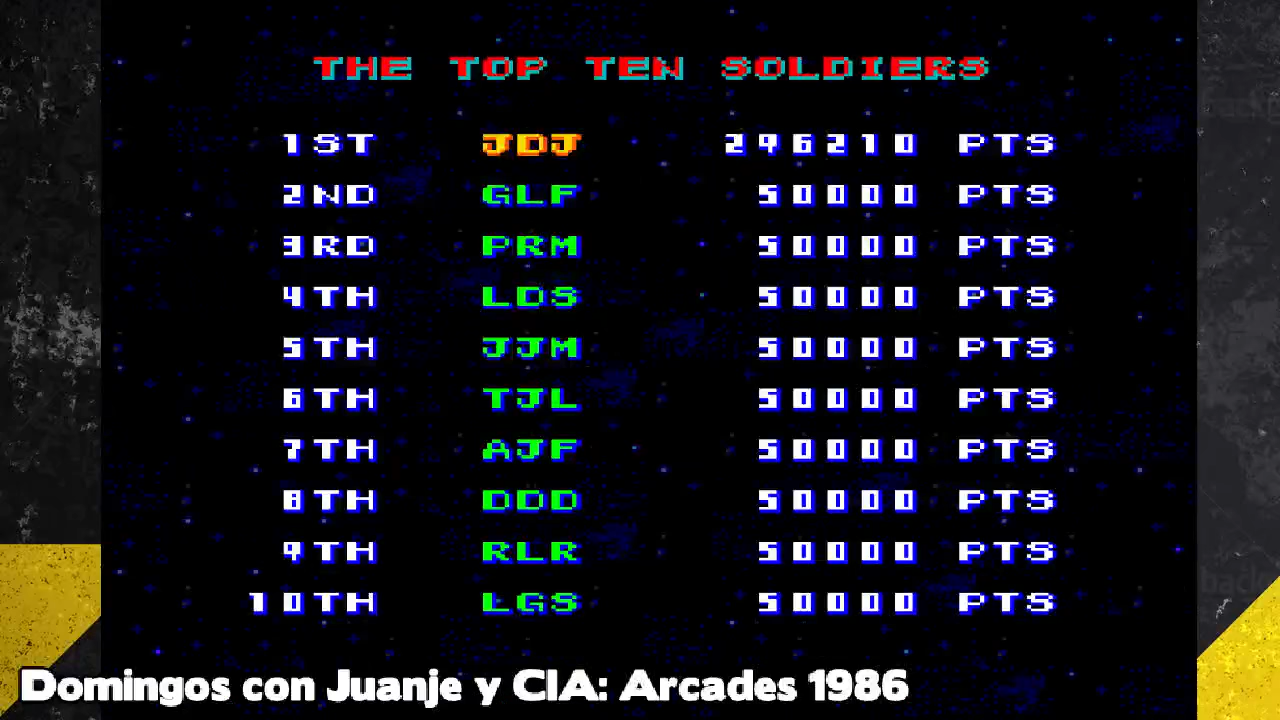 THE TOP TEN SOLDIERS
1ST JDJ 296210 PTS
2ND GLF 50000 PTS
3RD PRM 50000 PTS
4TH LDS 50000 PTS
5TH JJM 50000 PTS
6TH TJL 50000 PTS
7TH AJF 50000 PTS
8TH DDD 50000 PTS
9TH RLR 50000 PTS
10TH LGS 50000 PTS
Domingos con Juanje y CIA: Arcades 1986